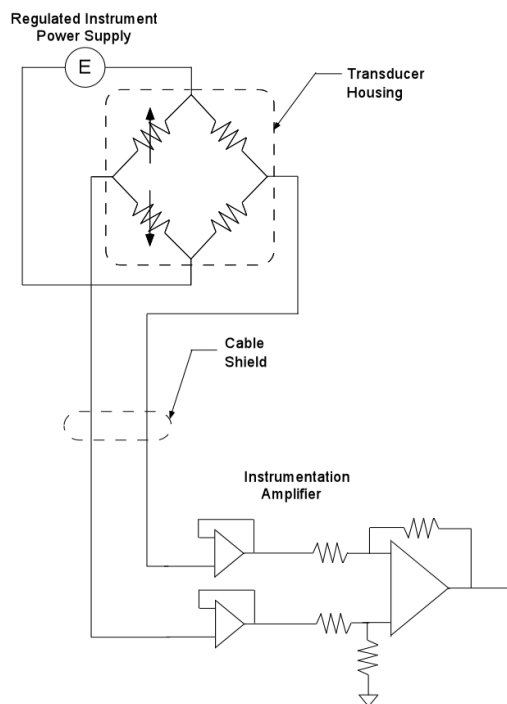 Regulated Instrument
Power Supply
E
Transducer
Housing
Cable
Shield
Instrumentation
Amplifier